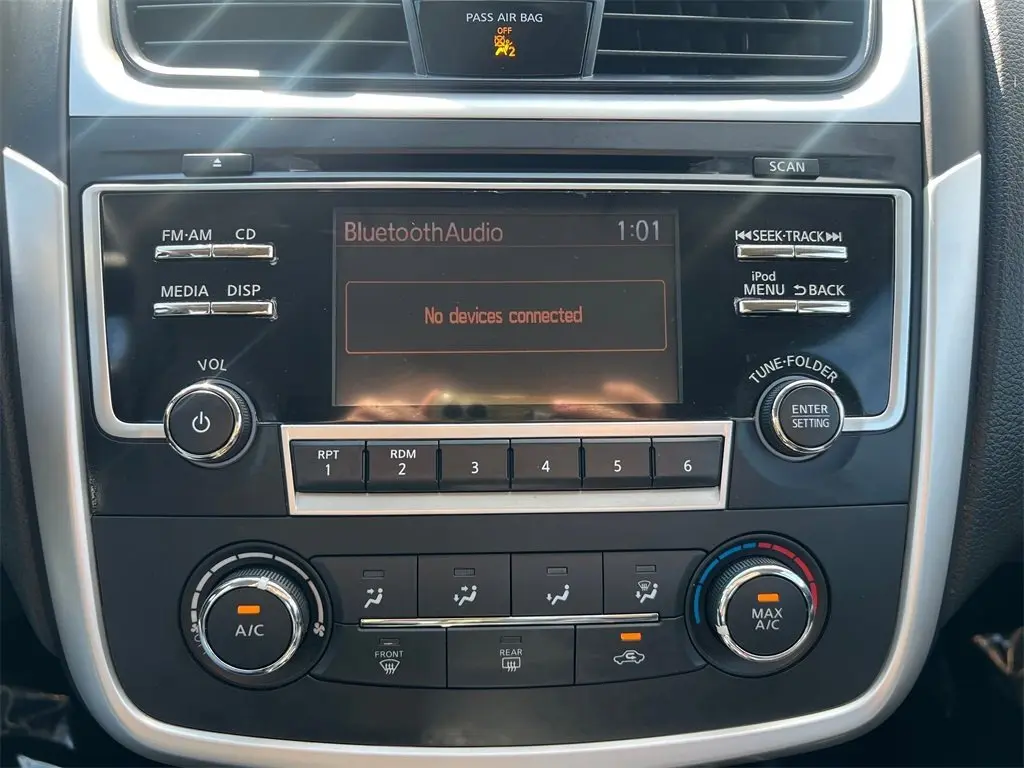 PASS AIR BAG
OFF
2
SCAN
FM·AM CD
MEDIA DISP
BluetoothAudio 1:01
No devices connected
SEEK·TRACK
iPod
MENU BACK
VOL
TUNE·FOLDER
ENTER
SETTING
RPT
1
RDM
2
3
4
5
6
A/C
FRONT
REAR
MAX
A/C